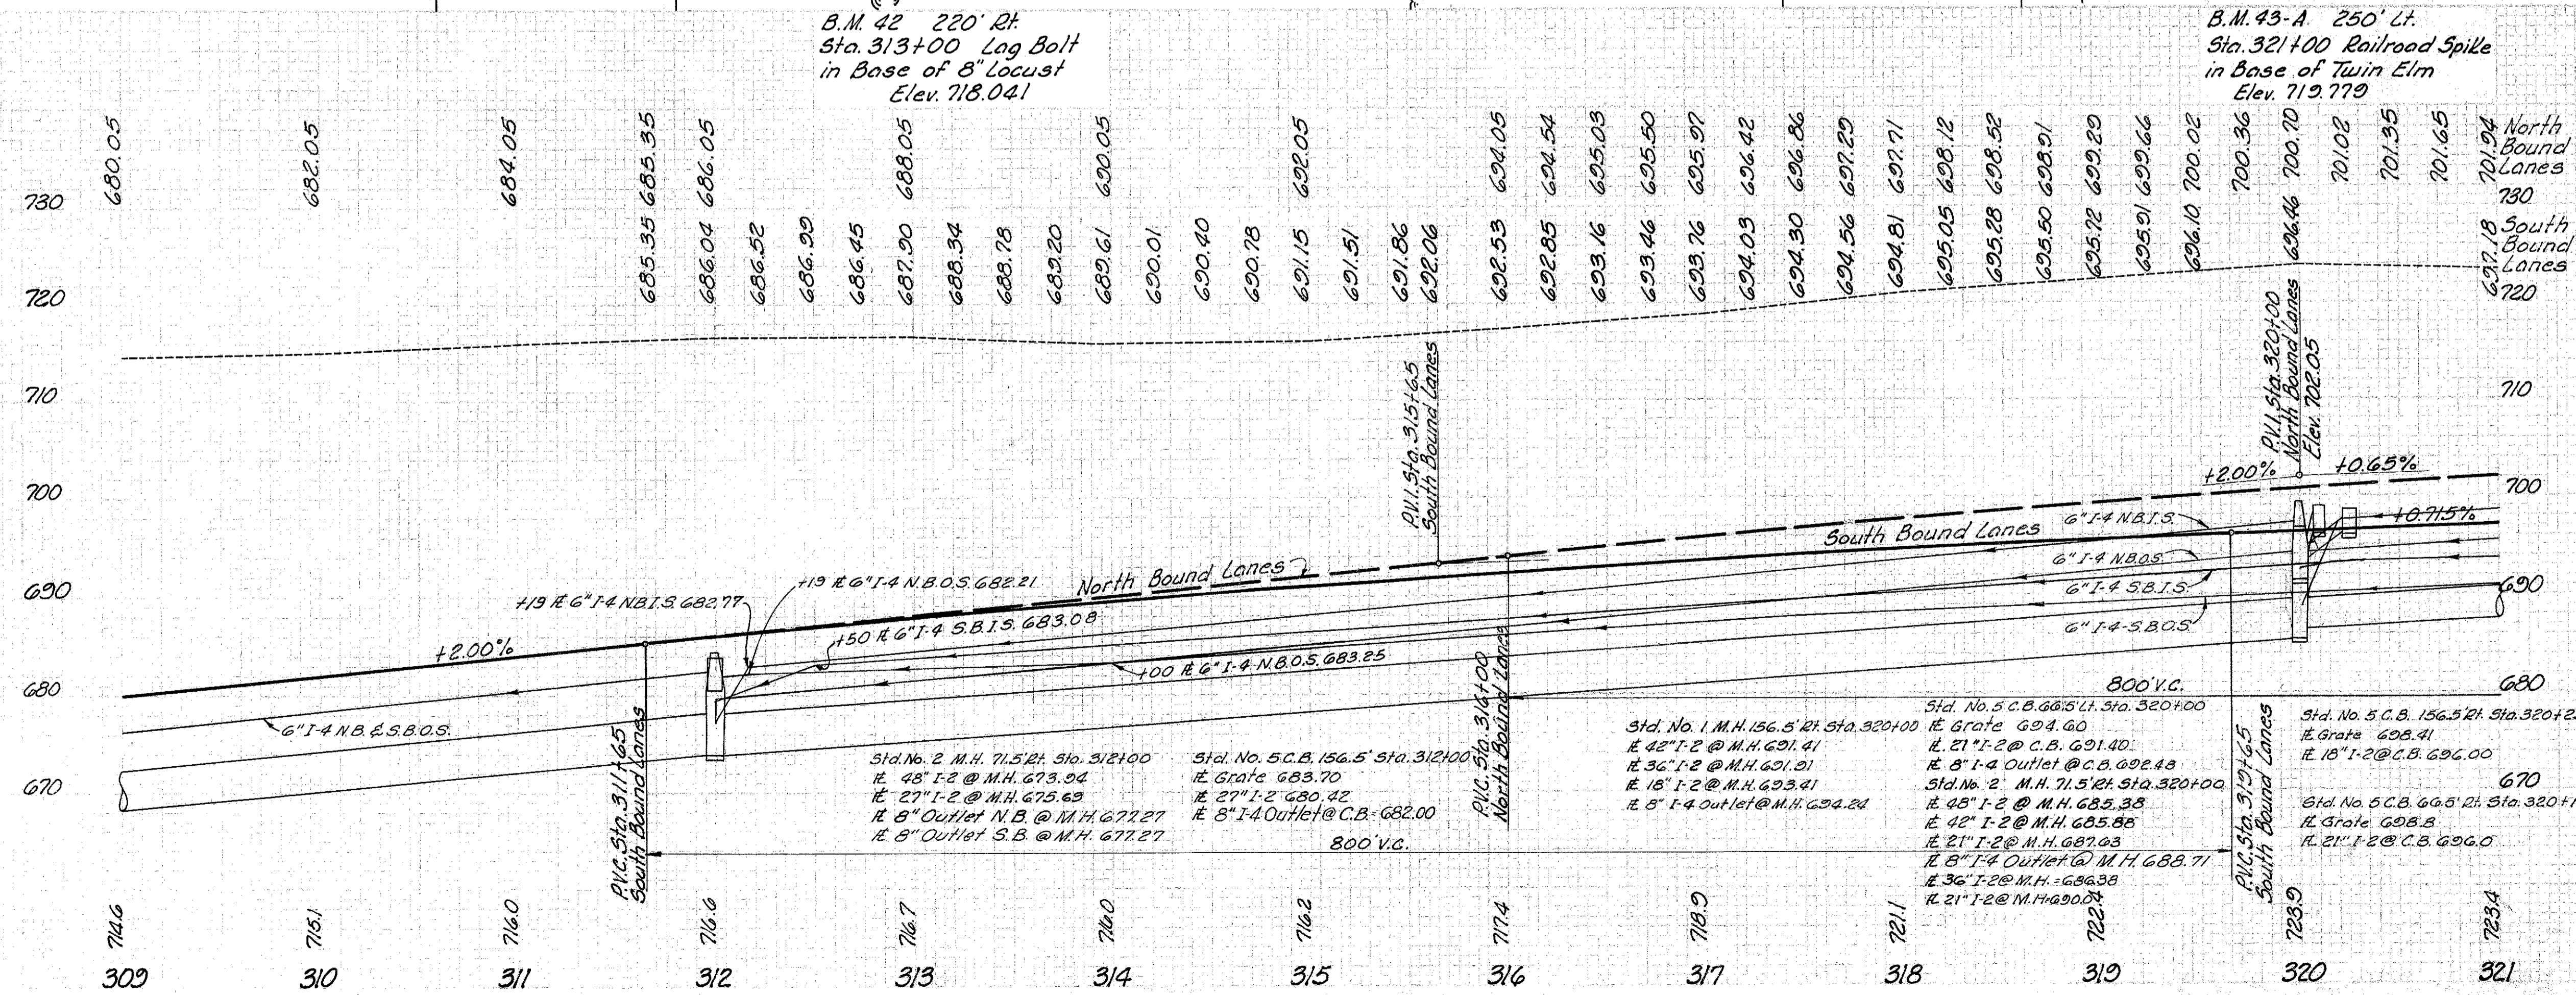 B.M. 42 220' Rt.
Sta. 313+00 Lag Bolt
in Base of 8" Locust
Elev. 718.041
B.M. 43-A 250' Lt.
Sta. 321+00 Railroad Spike
in Base of Twin Elm
Elev. 719.779
680.05 682.05 684.05 685.35 686.05 688.05 690.05 692.05 694.05 694.54 695.03 695.50 695.97 696.42 696.86 697.29 697.71 698.12 698.52 698.91 699.29 699.66 700.02 700.36 700.70 701.02 701.35 701.65 701.94
North
Bound
Lanes
730 730
685.35 686.04 686.52 686.99 686.45 687.90 688.34 688.78 689.20 689.61 690.01 690.40 690.78 691.15 691.51 691.86 692.06 692.53 692.85 693.16 693.46 693.76 694.03 694.30 694.56 694.81 695.05 695.28 695.50 695.72 695.91 696.10 696.46 697.18
South
Bound
Lanes
720 720
710 710
P.V.I. Sta. 315+65
South Bound Lanes
P.V.I. Sta. 320+00
North Bound Lanes
Elev. 702.05
+2.00% +0.65%
700 700
+0.715%
6" I-4 N.B.I.S.
South Bound Lanes
6" I-4 N.B.O.S.
6" I-4 S.B.I.S.
6" I-4-S.B.O.S.
North Bound Lanes
+19 ⅊ 6" I-4 N.B.O.S. 682.21
+19 ⅊ 6" I-4 N.B.I.S. 682.77
690 690
+50 ⅊ 6" I-4 S.B.I.S. 683.08
+2.00%
+00 ⅊ 6" I-4 N.B.O.S. 683.25
680 680
6" I-4 N.B. & S.B.O.S.
800' V.C.
P.V.C. Sta. 311+65
South Bound Lanes
P.V.C. Sta. 316+00
North Bound Lanes
P.V.C. Sta. 319+65
South Bound Lanes
670 670
Std. No. 2 M.H. 71.5' Rt. Sta. 312+00
⅊ 48" I-2 @ M.H. 673.94
⅊ 27" I-2 @ M.H. 675.69
⅊ 8" Outlet N.B. @ M.H. 677.27
⅊ 8" Outlet S.B. @ M.H. 677.27
Std. No. 5 C.B. 156.5' Sta. 312+00
⅊ Grate 683.70
⅊ 27" I-2 680.42
⅊ 8" I-4 Outlet @ C.B. = 682.00
800' V.C.
Std. No. 1 M.H. 156.5' Rt. Sta. 320+00
⅊ 42" I-2 @ M.H. 691.41
⅊ 36" I-2 @ M.H. 691.91
⅊ 18" I-2 @ M.H. 693.41
⅊ 8" I-4 Outlet @ M.H. 694.24
Std. No. 5 C.B. 66.5' Lt. Sta. 320+00
⅊ Grate 694.60
⅊ 21" I-2 @ C.B. 691.40
⅊ 8" I-4 Outlet @ C.B. 692.48
Std. No. 2 M.H. 71.5' Rt. Sta. 320+00
⅊ 48" I-2 @ M.H. 685.38
⅊ 42" I-2 @ M.H. 685.88
⅊ 21" I-2 @ M.H. 687.63
⅊ 8" I-4 Outlet @ M.H. 688.71
⅊ 36" I-2 @ M.H. = 686.38
⅊ 21" I-2 @ M.H.
Std. No. 5 C.B. 156.5' Rt. Sta.
⅊ Grate 698.41
⅊ 18" I-2 @ C.B. 696.00
Std. No. 5 C.B. 66.5' Rt. Sta.
⅊ Grate 698.8
⅊ 21" I-2 @ C.B. 696.0
714.6 715.1 716.0 716.6 716.7 716.0 716.2 717.4 718.9 721.1 722.4 723.9 723.4
309 310 311 312 313 314 315 316 317 318 319 320 321